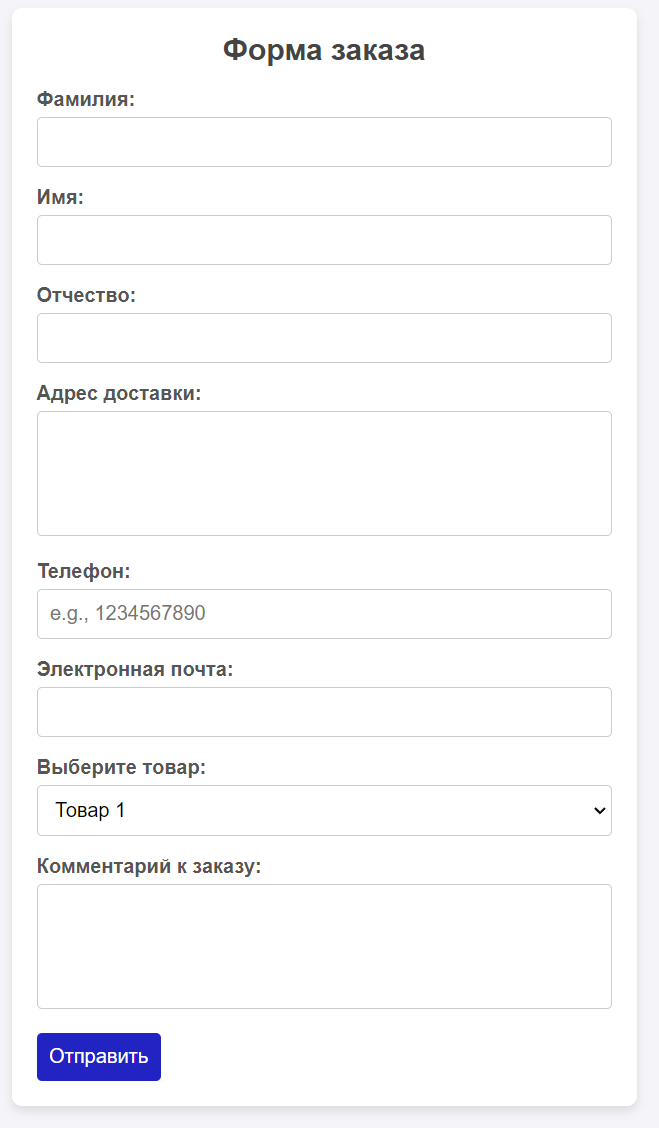 Форма заказа
Фамилия:
Имя:
Отчество:
Адрес доставки:
Телефон:
e.g., 1234567890
Электронная почта:
Выберите товар:
Товар 1
Комментарий к заказу:
Отправить